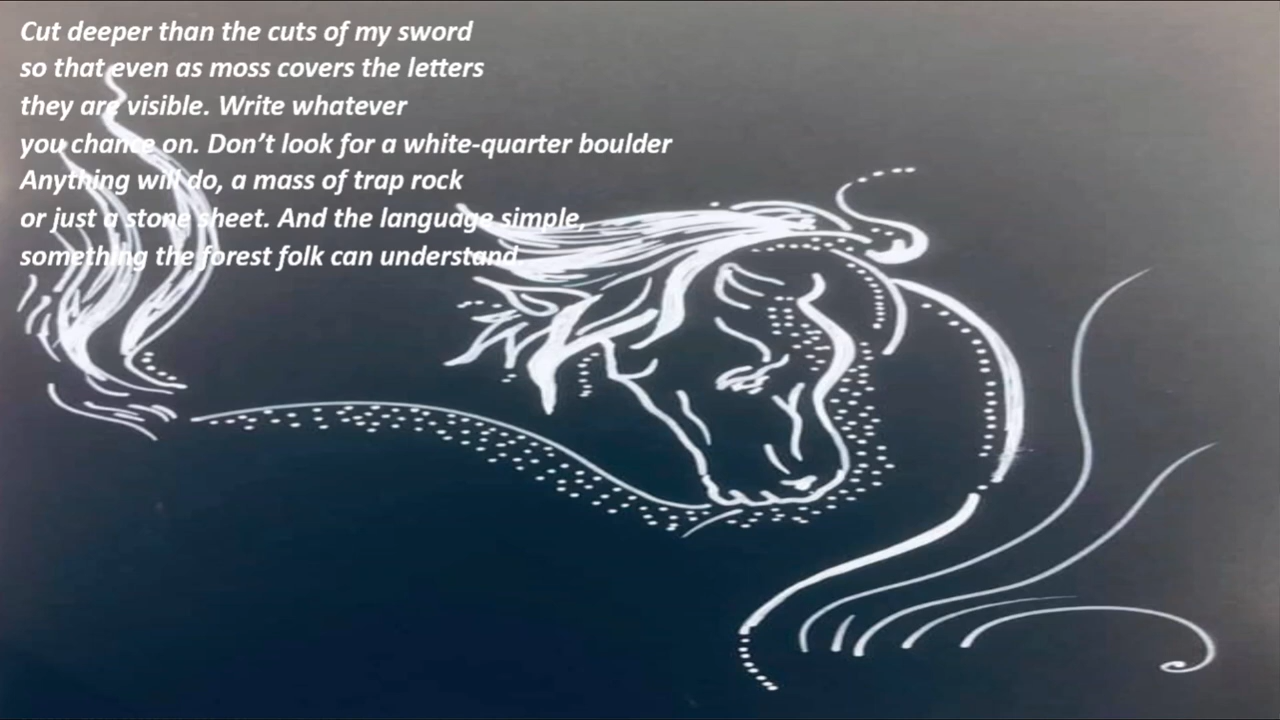 Cut deeper than the cuts of my sword
so that even as moss covers the letters
they are visible. Write whatever
you chance on. Don’t look for a white-quarter boulder
Anything will do, a mass of trap rock
or just a stone sheet. And the language simple,
something the forest folk can understand.